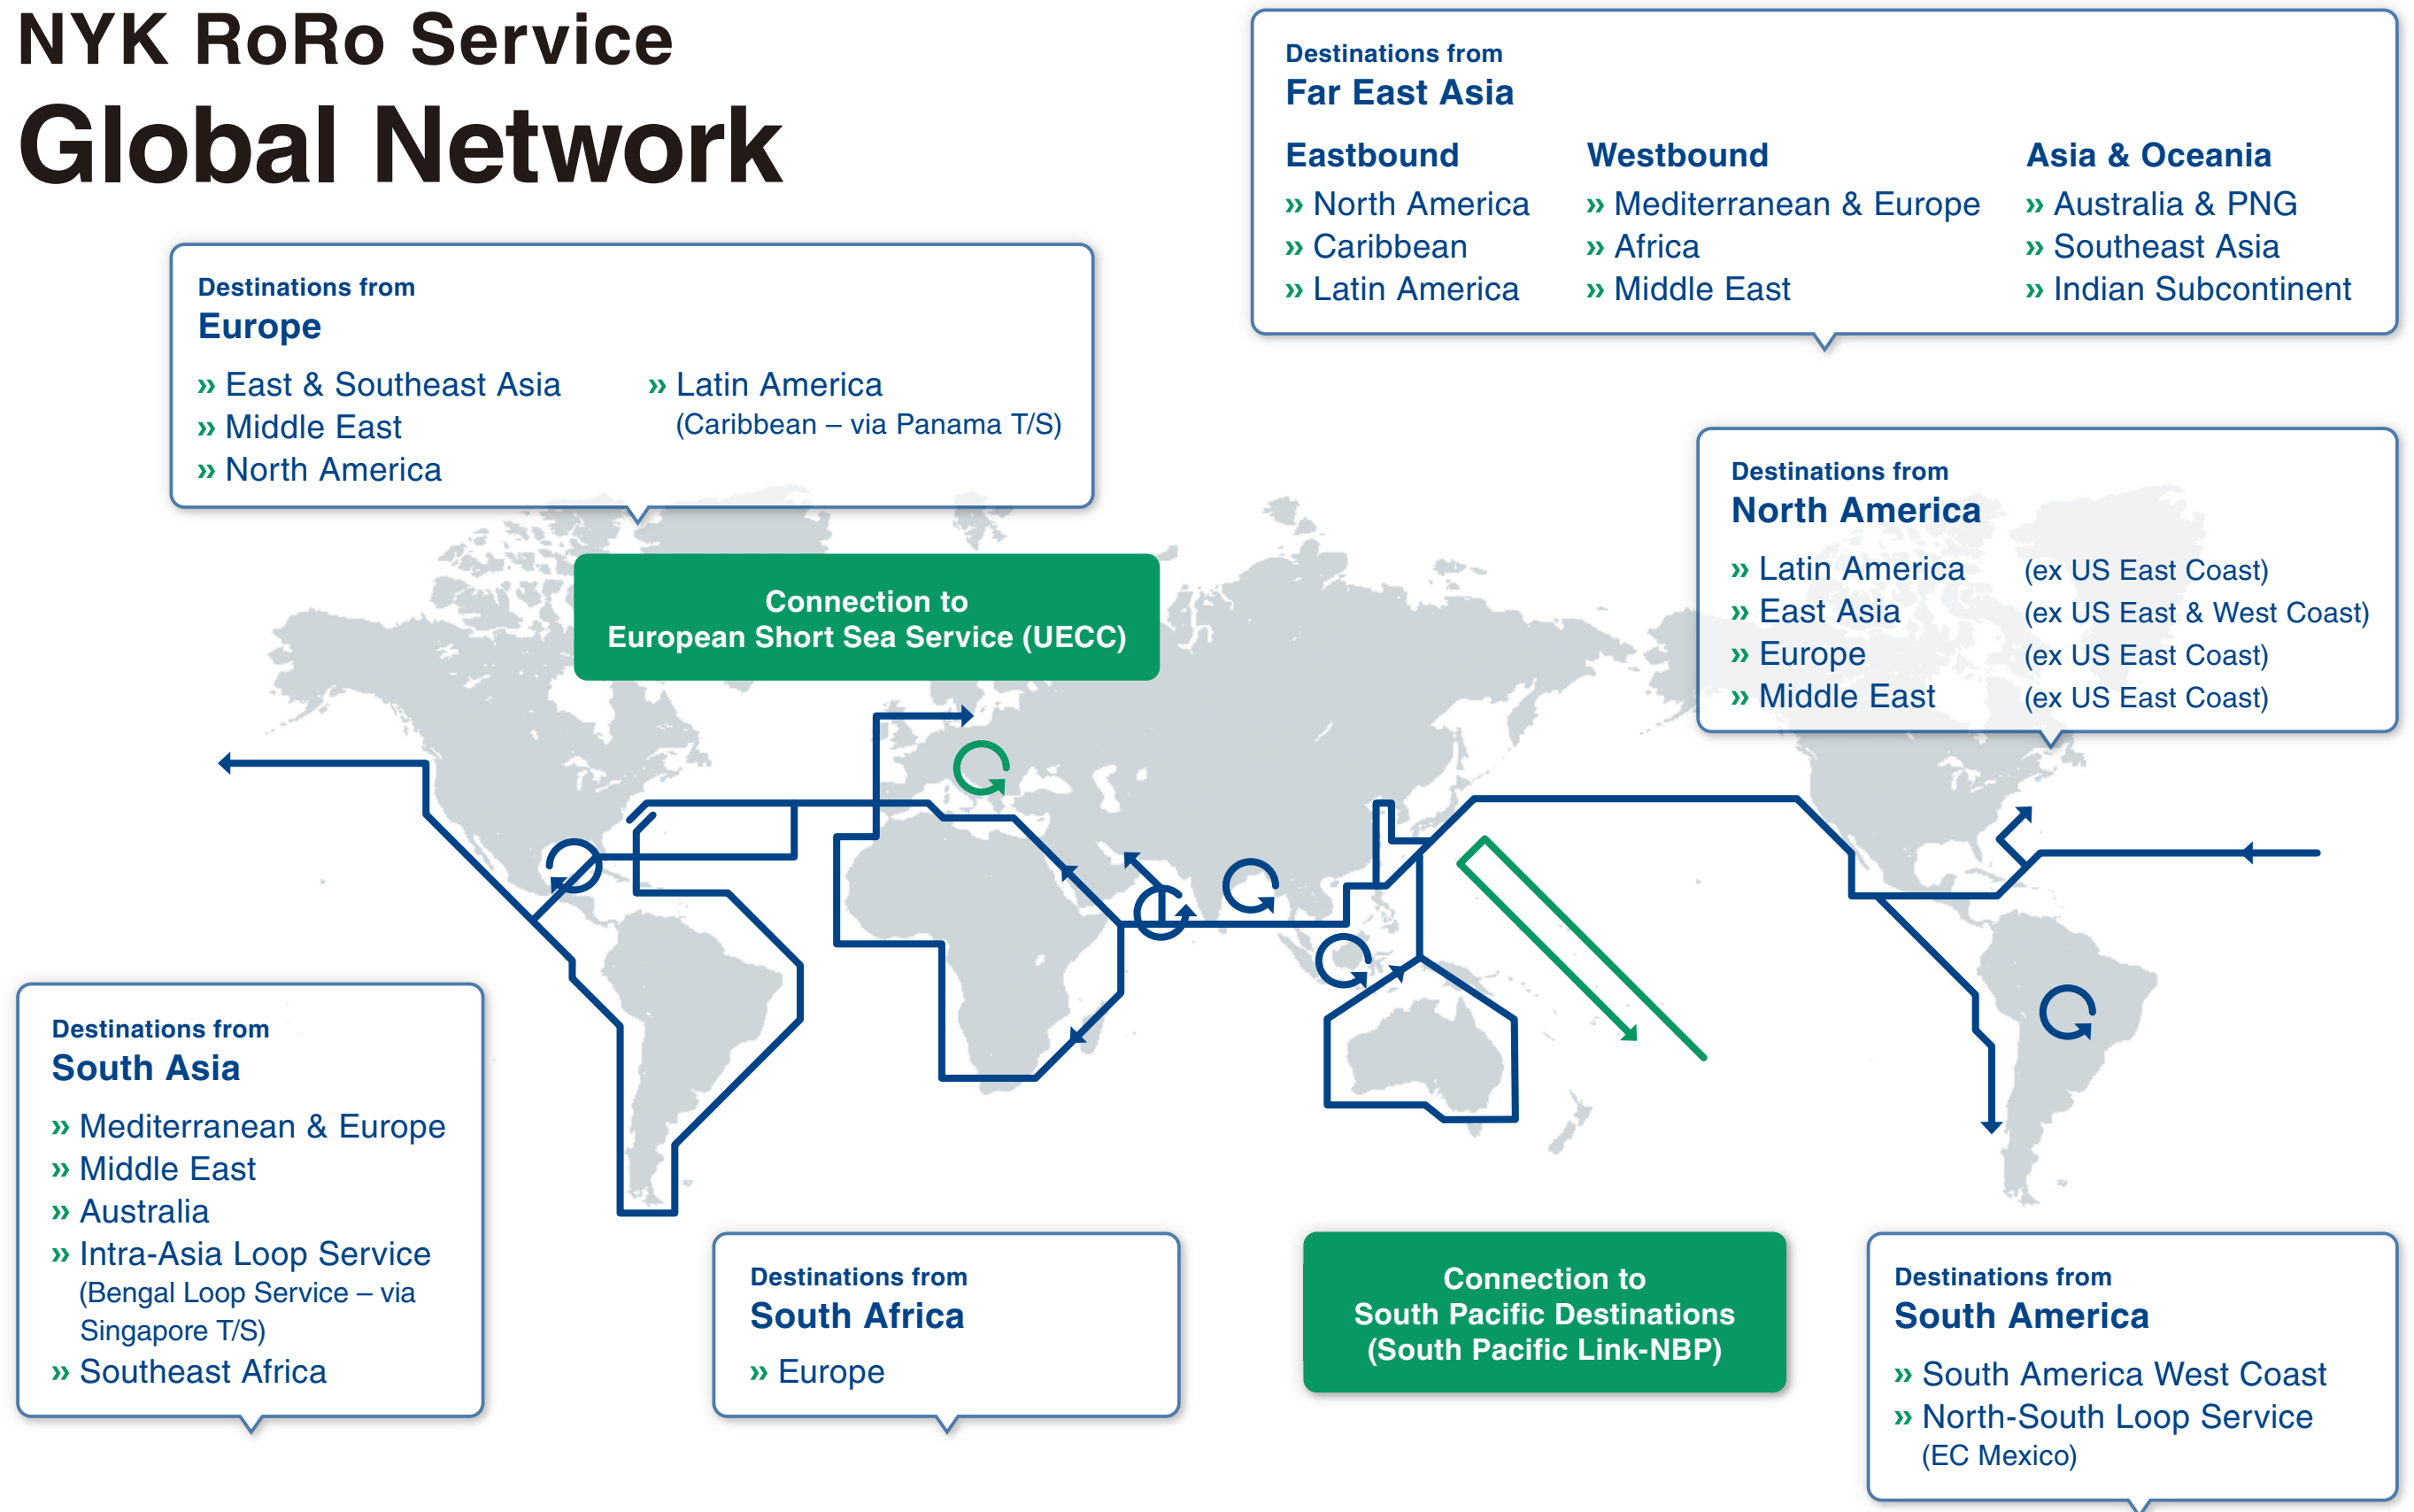 NYK RoRo Service
Global Network
Destinations from
Far East Asia
Eastbound
» North America
» Caribbean
» Latin America
Westbound
» Mediterranean & Europe
» Africa
» Middle East
Asia & Oceania
» Australia & PNG
» Southeast Asia
» Indian Subcontinent
Destinations from
Europe
» East & Southeast Asia
» Middle East
» North America
» Latin America
(Caribbean – via Panama T/S)
Destinations from
North America
» Latin America (ex US East Coast)
» East Asia (ex US East & West Coast)
» Europe (ex US East Coast)
» Middle East (ex US East Coast)
Connection to
European Short Sea Service (UECC)
Destinations from
South Asia
» Mediterranean & Europe
» Middle East
» Australia
» Intra-Asia Loop Service
(Bengal Loop Service – via
Singapore T/S)
» Southeast Africa
Destinations from
South Africa
» Europe
Connection to
South Pacific Destinations
(South Pacific Link-NBP)
Destinations from
South America
» South America West Coast
» North-South Loop Service
(EC Mexico)